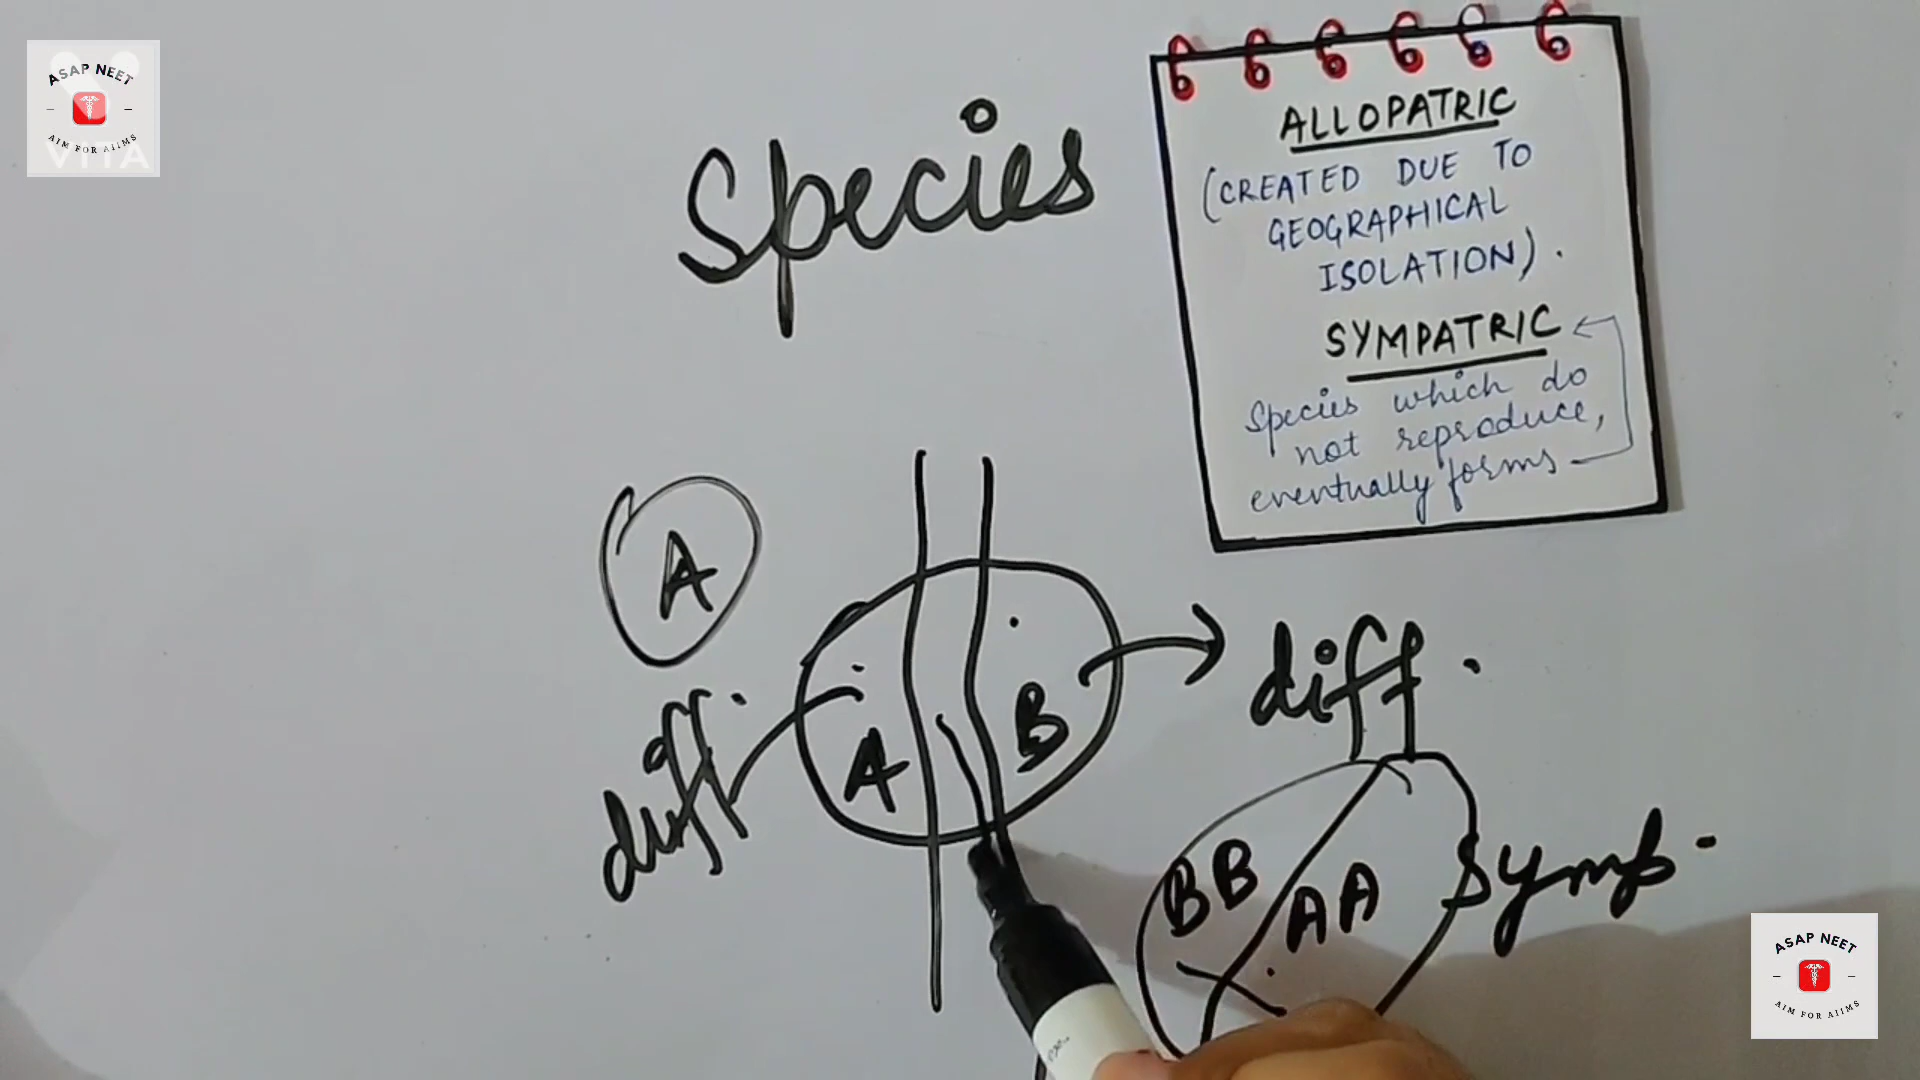 ASAP NEET
AIM FOR AIIMS
VITA
Species
ALLOPATRIC
(CREATED DUE TO
GEOGRAPHICAL
ISOLATION).
SYMPATRIC
Species which do
not reproduce,
eventually forms
A
diff.
A
B
diff.
BB
AA
Symp.
ASAP NEET
AIM FOR AIIMS